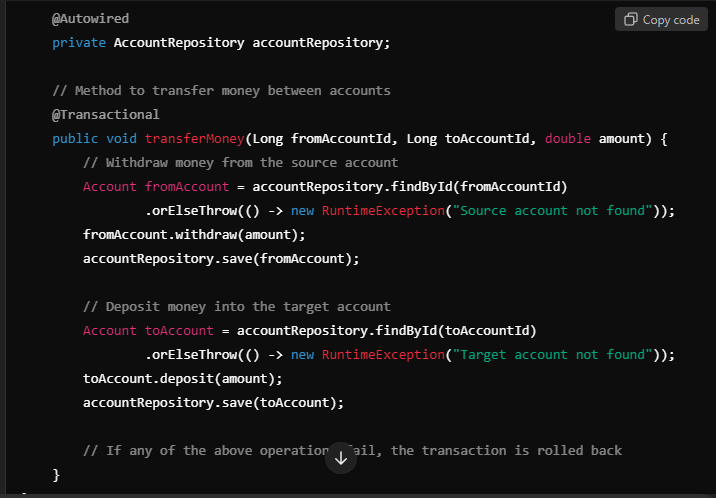 @Autowired
Copy code
private AccountRepository accountRepository;
// Method to transfer money between accounts
@Transactional
public void transferMoney(Long fromAccountId, Long toAccountId, double amount) {
// Withdraw money from the source account
Account fromAccount = accountRepository.findById(fromAccountId)
.orElseThrow(() -> new RuntimeException("Source account not found"));
fromAccount.withdraw(amount);
accountRepository.save(fromAccount);
// Deposit money into the target account
Account toAccount = accountRepository.findById(toAccountId)
.orElseThrow(() -> new RuntimeException("Target account not found"));
toAccount.deposit(amount);
accountRepository.save(toAccount);
// If any of the above operation ail, the transaction is rolled back
}